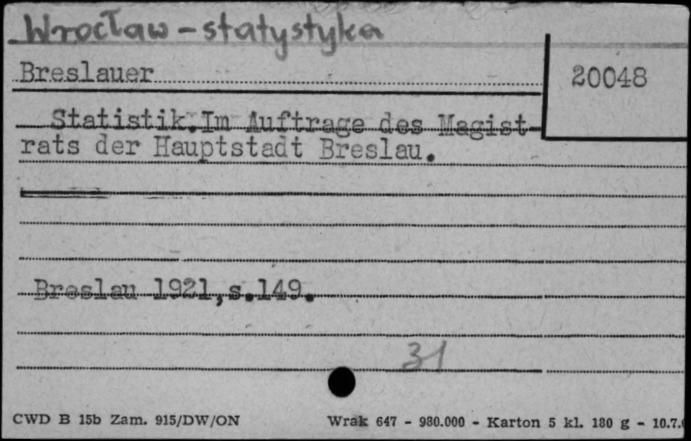 Wrocław - statystyka
Breslauer
20048
Statistik.Im Auftrage des Magist-
rats der Hauptstadt Breslau.
Breslau 1921,s.149.
31
CWD B 15b Zam. 915/DW/ON
Wrak 647 - 980.000 - Karton 5 kl. 180 g - 10.7.